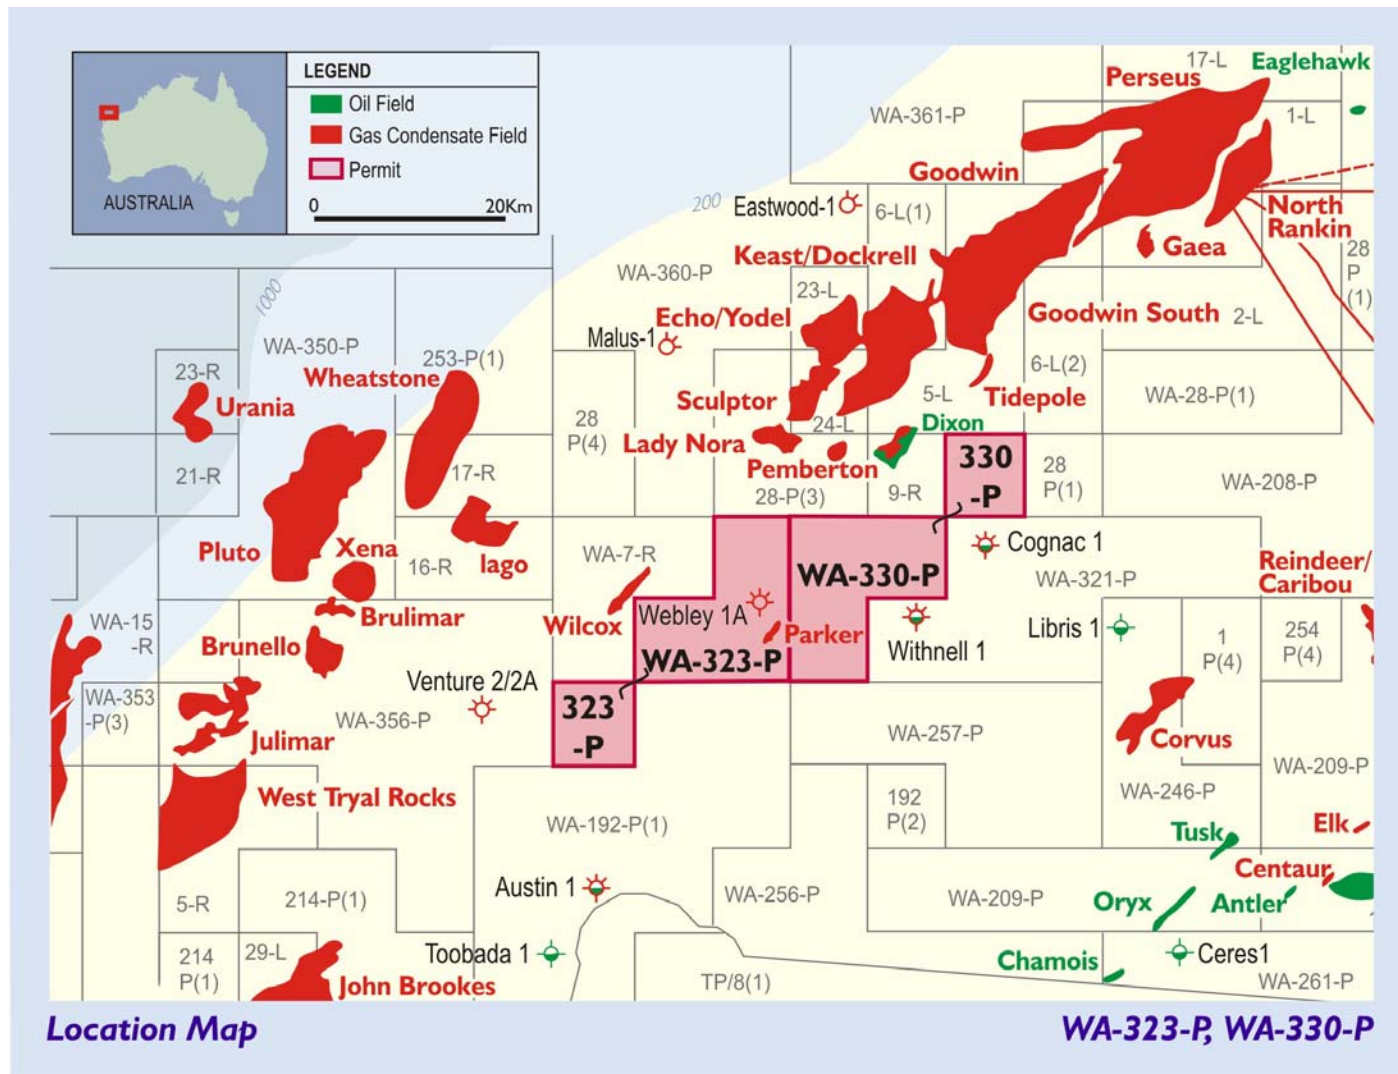 LEGEND
Oil Field
Gas Condensate Field
Permit
0
20Km
AUSTRALIA
17-L
Eaglehawk
Perseus
WA-361-P
1-L
Goodwin
200
Eastwood-1
6-L(1)
North
Rankin
Gaea
28
P
(1)
Keast/Dockrell
WA-360-P
23-L
1000
Echo/Yodel
Goodwin South
2-L
Malus-1
WA-350-P
253-P(1)
23-R
Wheatstone
Urania
6-L(2)
Tidepole
5-L
WA-28-P(1)
Sculptor
28
P(4)
24-L
Dixon
Lady Nora
Pemberton
330
-P
28
P(1)
21-R
17-R
28-P(3)
9-R
WA-208-P
Pluto
Xena
16-R
Iago
WA-7-R
Cognac 1
WA-330-P
WA-321-P
Reindeer/
Caribou
WA-15
-R
Brulimar
Wilcox
Webley 1A
Parker
Libris 1
1
P(4)
254
P(4)
Brunello
Withnell 1
WA-323-P
Venture 2/2A
WA-353
-P(3)
WA-356-P
323
-P
WA-257-P
Julimar
Corvus
WA-209-P
West Tryal Rocks
192
P(2)
WA-246-P
WA-192-P(1)
Tusk
Elk
Centaur
Austin 1
WA-256-P
WA-209-P
5-R
214-P(1)
Oryx
Antler
Toobada 1
Ceres1
214
P(1)
29-L
John Brookes
TP/8(1)
Chamois
WA-261-P
Location Map
WA-323-P, WA-330-P